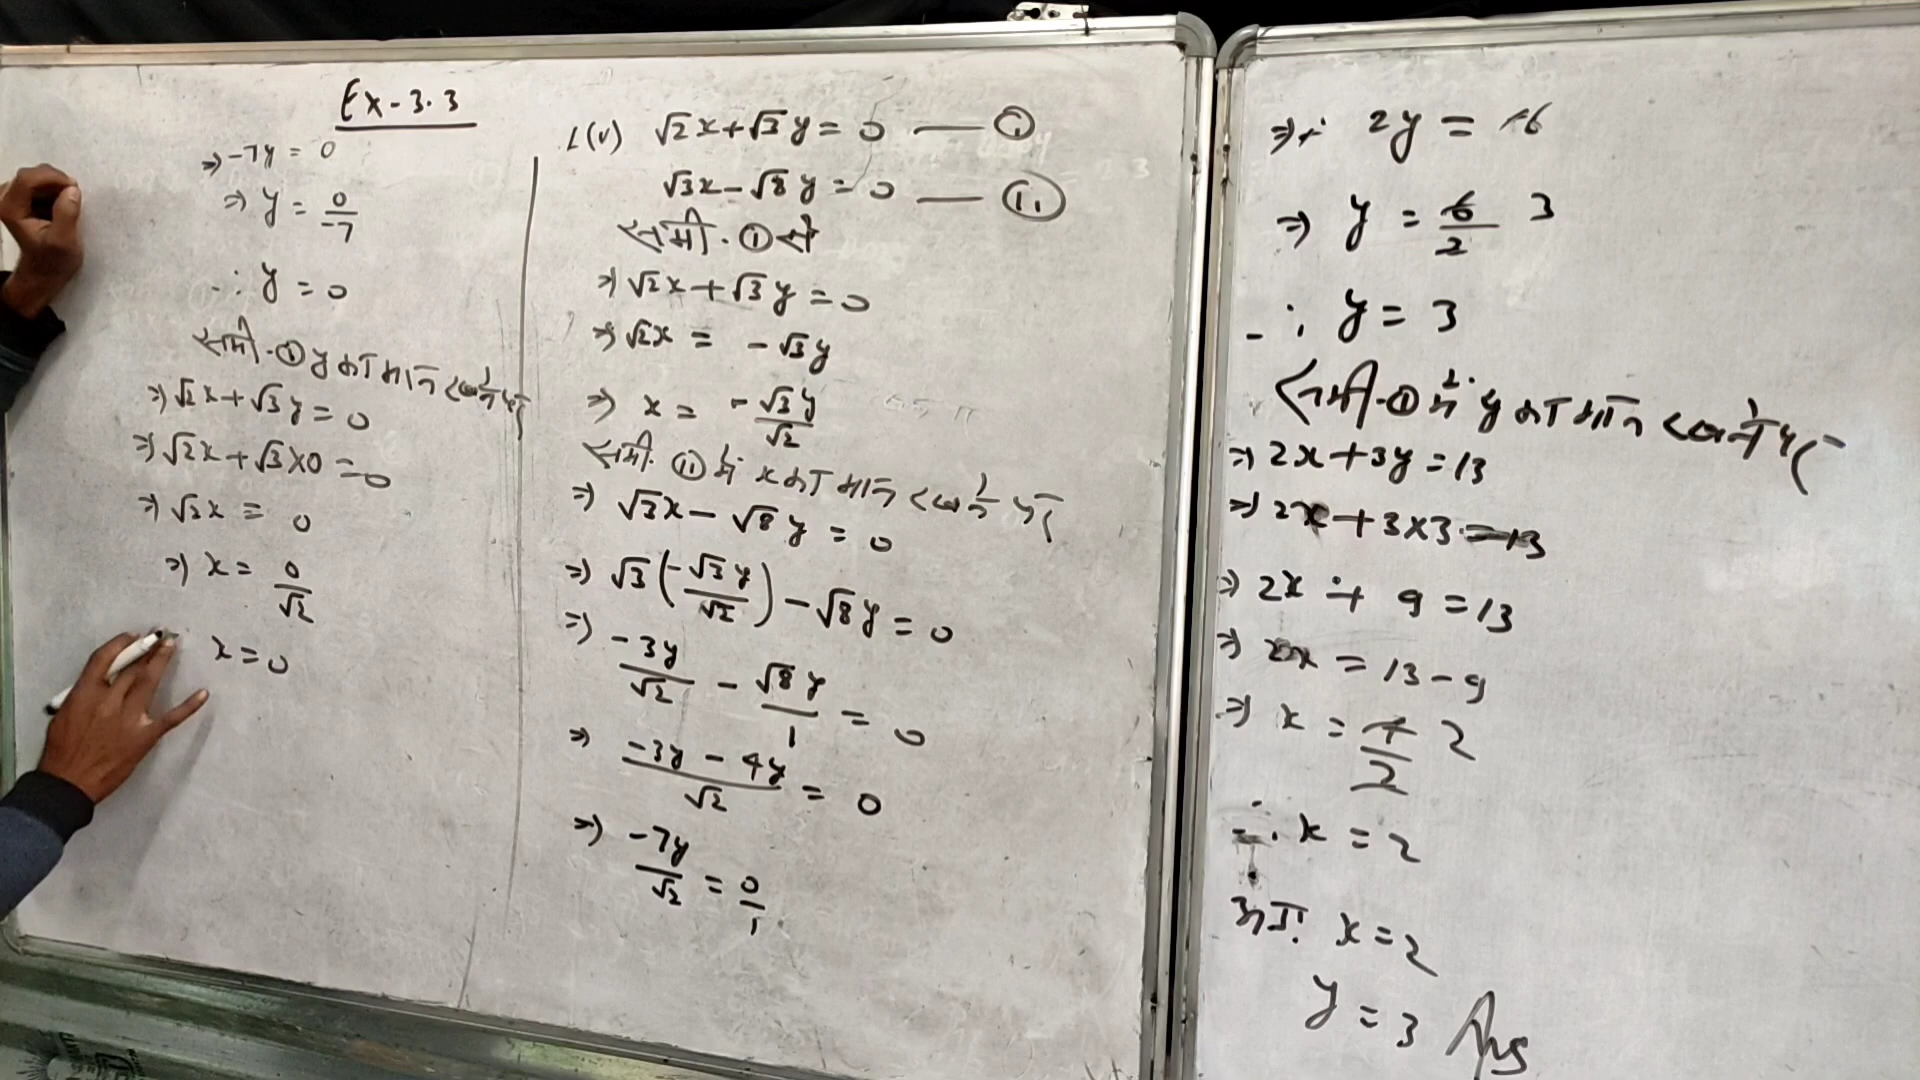 Ex-3.3
⇒ -7y = 0
⇒ y = 0/-7
∴ y = 0
समी. ① y का मान रखने पर
⇒ √2x + √3y = 0
⇒ √2x + √3×0 = 0
⇒ √2x = 0
⇒ x = 0/√2
x = 0
1(v) √2x + √3y = 0 — ①
√3x - √8y = 0 — ⑪
समी. ① से
⇒ √2x + √3y = 0
⇒ √2x = -√3y
⇒ x = -√3y/√2
समी. ⑪ में x का मान रखने पर
⇒ √3x - √8y = 0
⇒ √3(-√3y/√2) - √8y = 0
⇒ -3y/√2 - √8y/1 = 0
⇒ -3y - 4y/√2 = 0
⇒ -7y/√2 = 0/1
2y = 6
⇒ y = 6/2 3
∴ y = 3
समी. ① में y का मान रखने पर
⇒ 2x + 3y = 13
⇒ 2x + 3×3 = 13
⇒ 2x + 9 = 13
⇒ 2x = 13 - 9
⇒ x = 4/2 2
∴ x = 2
अतः x = 2
y = 3 Ans